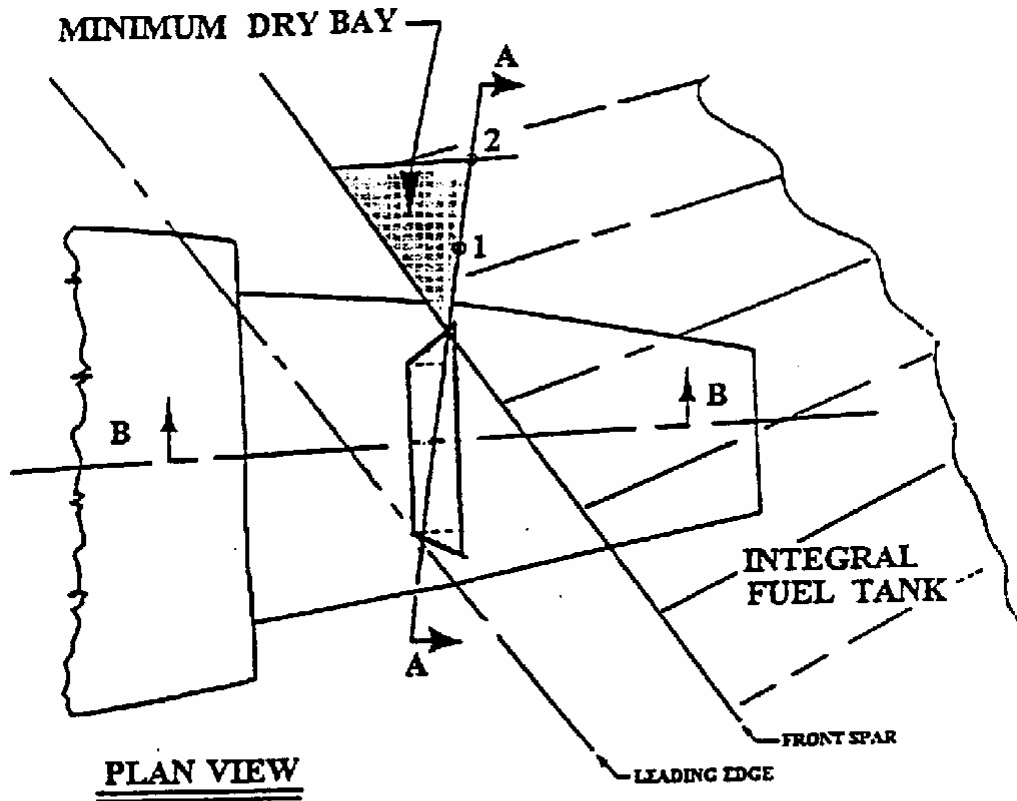 MINIMUM DRY BAY
A
2
1
B
B
INTEGRAL
FUEL TANK
A
FRONT SPAR
LEADING EDGE
PLAN VIEW